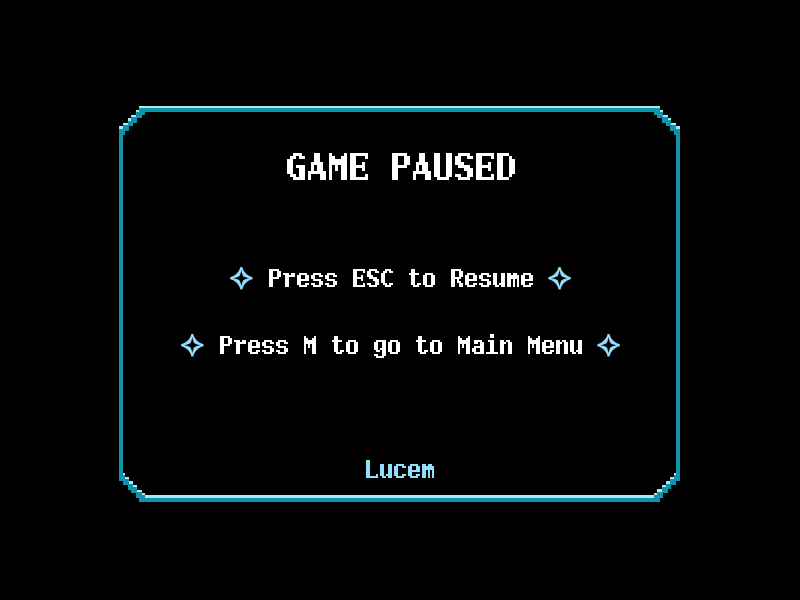 GAME PAUSED
✧ Press ESC to Resume ✧
✧ Press M to go to Main Menu ✧
Lucem